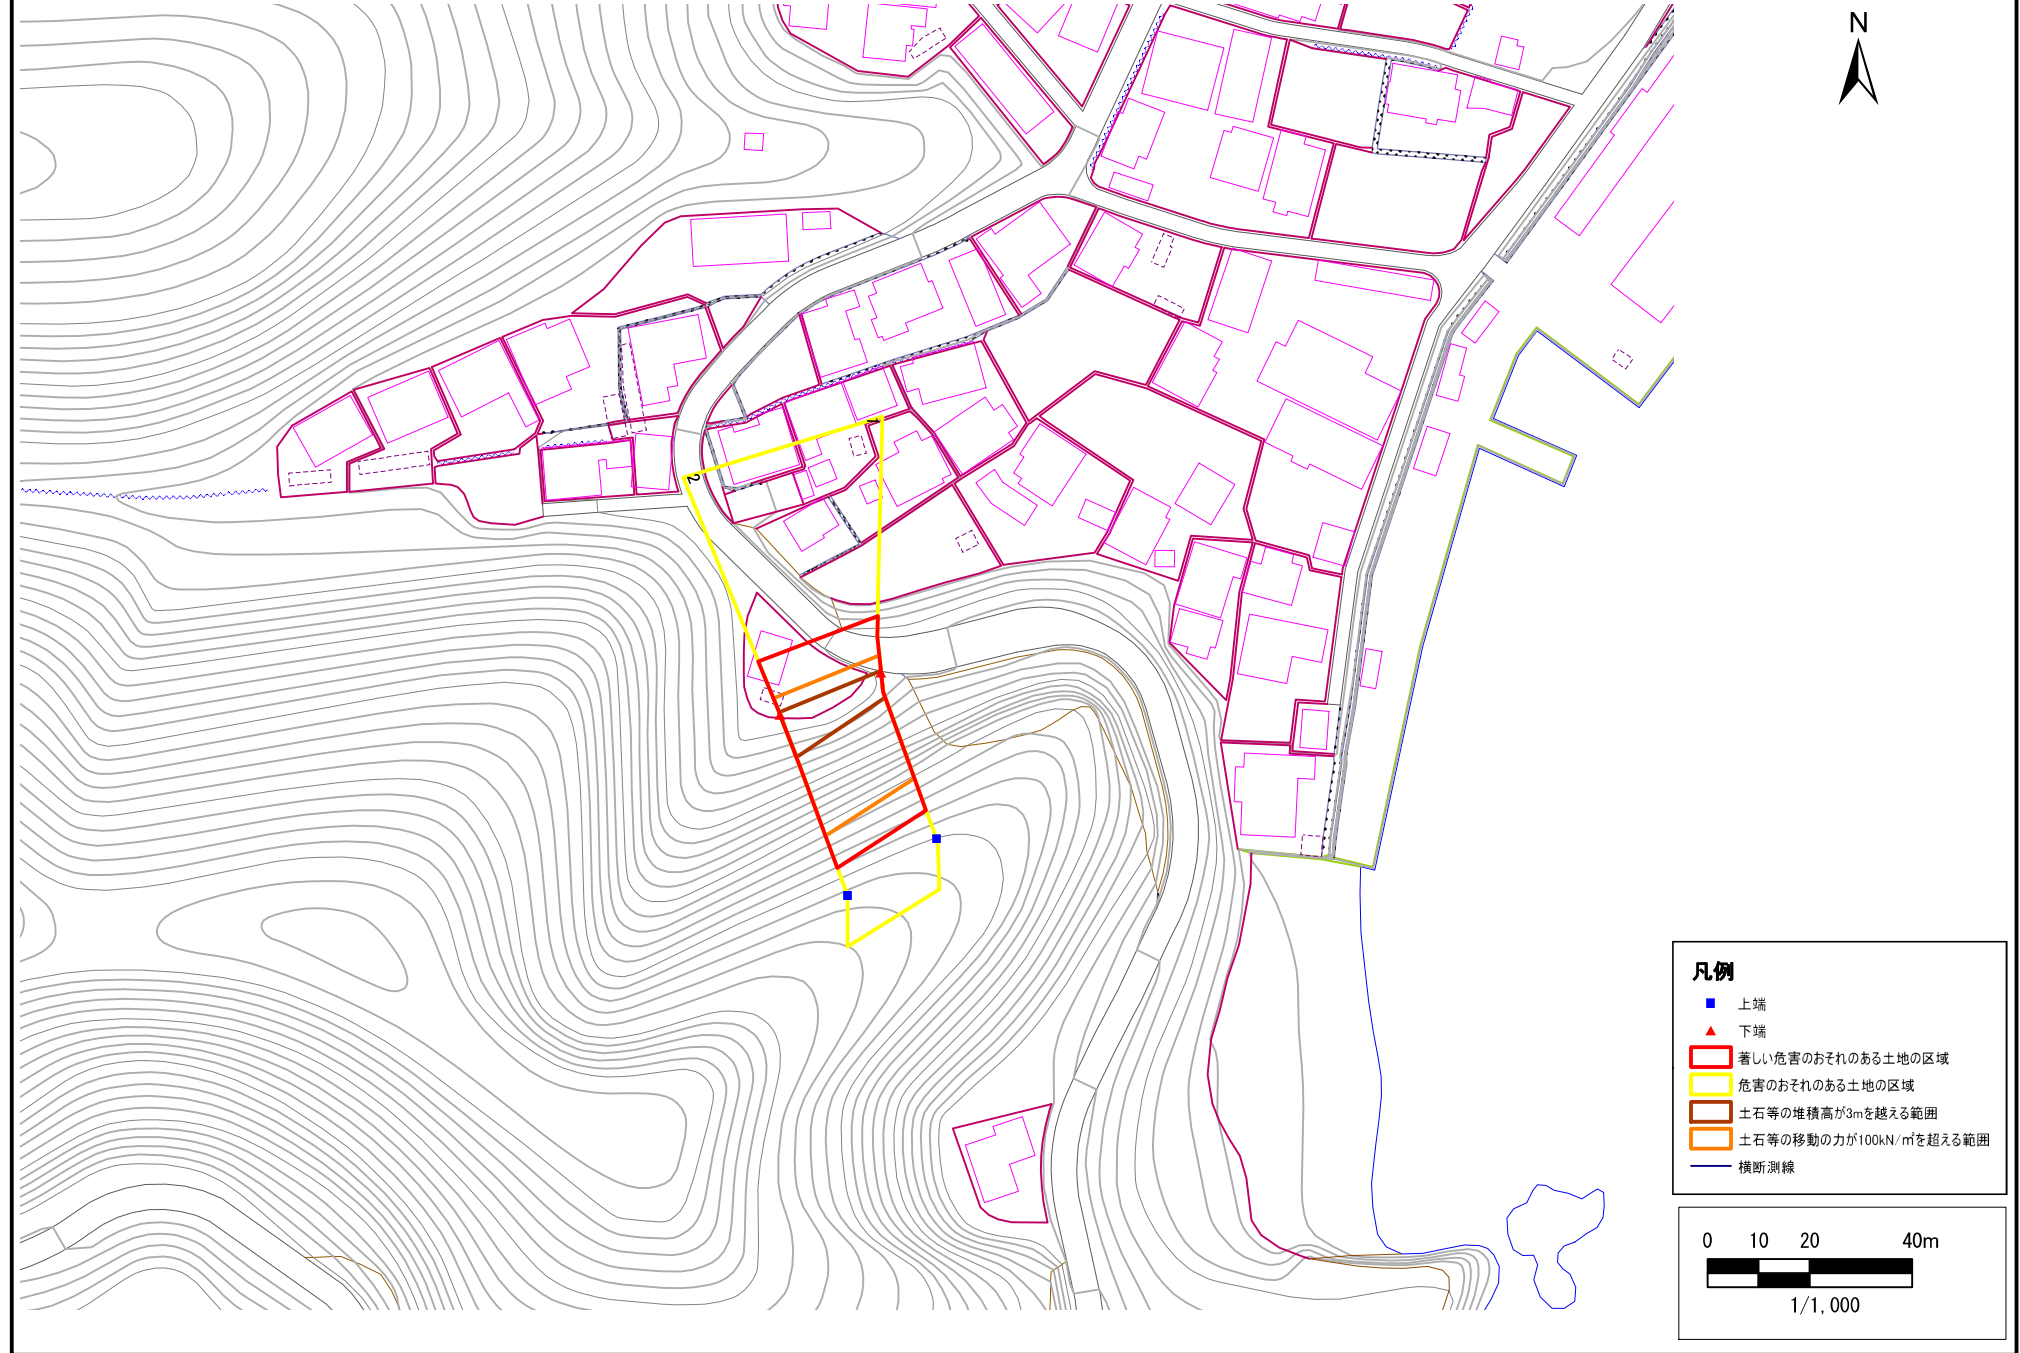 N
1
2
凡例
上端
下端
著しい危害のおそれのある土地の区域
危害のおそれのある土地の区域
土石等の堆積高が3mを越える範囲
土石等の移動の力が100kN/㎡を超える範囲
横断測線
0 10 20 40m
1/1,000